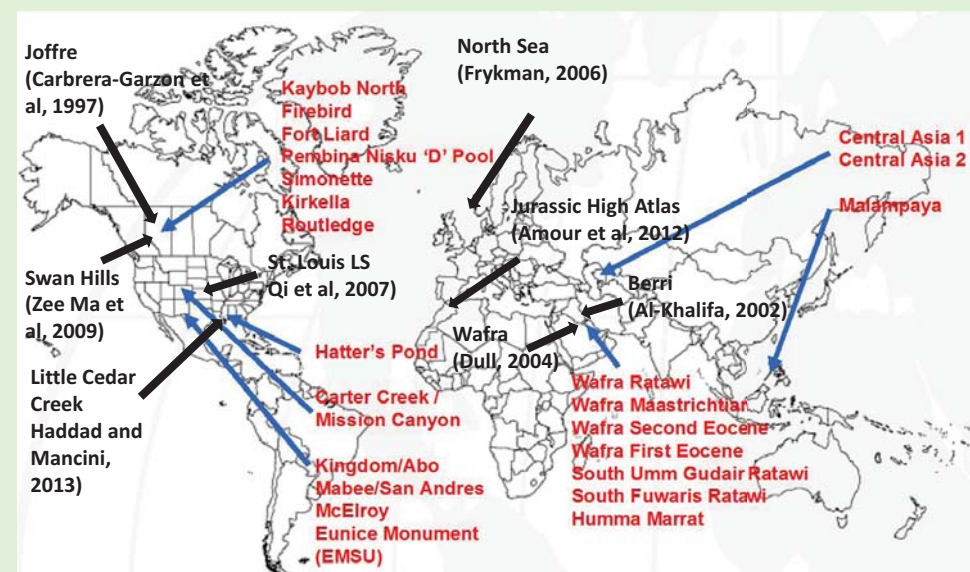 Joffre
(Carbrera-Garzon et
al, 1997)
Kaybob North
Firebird
Fort Liard
Pembina Nisku ‘D’ Pool
Simonette
Kirkella
Routledge
North Sea
(Frykman, 2006)
Central Asia 1
Central Asia 2
Malampaya
Jurassic High Atlas
(Amour et al, 2012)
Swan Hills
(Zee Ma et
al, 2009)
St. Louis LS
Qi et al, 2007)
Berri
(Al-Khalifa, 2002)
Wafra
(Dull, 2004)
Little Cedar
Creek
Haddad and
Mancini,
2013)
Hatter's Pond
Carter Creek /
Mission Canyon
Kingdom/Abo
Mabee/San Andres
McElroy
Eunice Monument
(EMSU)
Wafra Ratawi
Wafra Maastrichtian
Wafra Second Eocene
Wafra First Eocene
South Umm Gudair Ratawi
South Fuwaris Ratawi
Humma Marrat